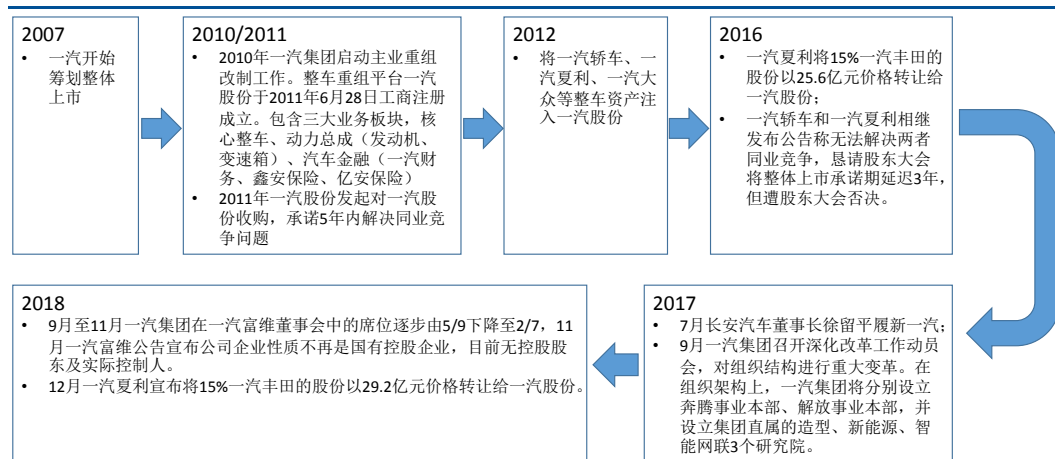 2007
• 一汽开始
筹划整体
上市
2010/2011
• 2010年一汽集团启动主业重组
改制工作。整车重组平台一汽
股份于2011年6月28日工商注册
成立。包含三大业务板块，核
心整车、动力总成（发动机、
变速箱）、汽车金融（一汽财
务、鑫安保险、亿安保险）
• 2011年一汽股份发起对一汽股
份收购，承诺5年内解决同业竞
争问题
2012
• 将一汽轿车、一
汽夏利、一汽大
众等整车资产注
入一汽股份
2016
• 一汽夏利将15%一汽丰田的
股份以25.6亿元价格转让给
一汽股份；
• 一汽轿车和一汽夏利相继
发布公告称无法解决两者
同业竞争，恳请股东大会
将整体上市承诺期延迟3年，
但遭股东大会否决。
2017
• 7月长安汽车董事长徐留平履新一汽；
• 9月一汽集团召开深化改革工作动员
会，对组织结构进行重大变革。在
组织架构上，一汽集团将分别设立
奔腾事业本部、解放事业本部，并
设立集团直属的造型、新能源、智
能网联3个研究院。
2018
• 9月至11月一汽集团在一汽富维董事会中的席位逐步由5/9下降至2/7，11
月一汽富维公告宣布公司企业性质不再是国有控股企业，目前无控股股
东及实际控制人。
• 12月一汽夏利宣布将15%一汽丰田的股份以29.2亿元价格转让给一汽股份。